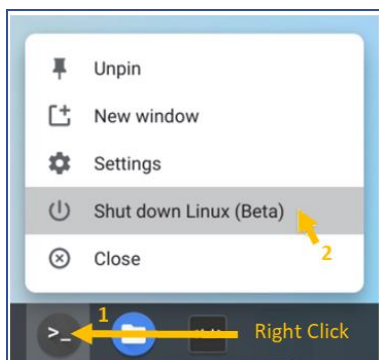 Unpin
New window
Settings
Shut down Linux (Beta)
2
Close
1
>_
Right Click